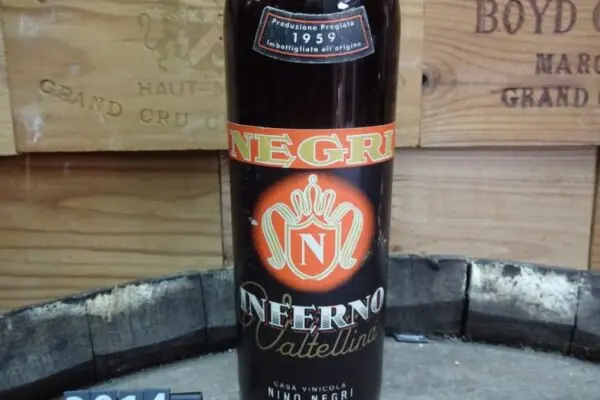 Produzione Pregiata
1959
Imbottigliato all'origine
BOYD
MARG
GRAND
HAUT-M
GRAND CRU C
NEGRI
N
INFERNO
Valtellina
CASA VINICOLA
NINO NEGRI